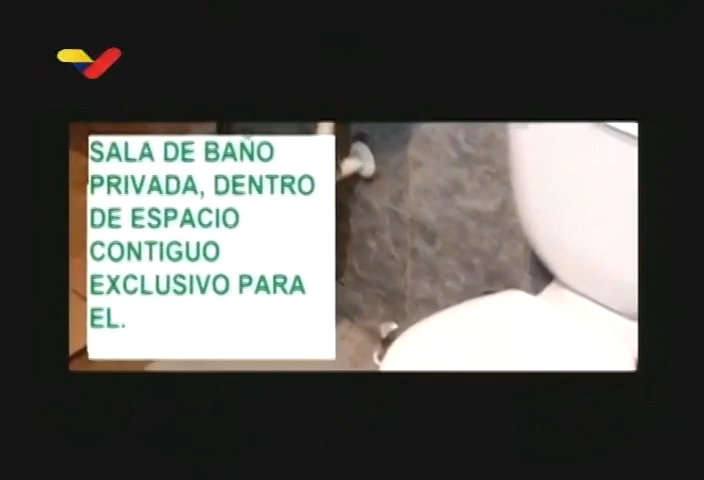 SALA DE BAÑO
PRIVADA, DENTRO
DE ESPACIO
CONTIGUO
EXCLUSIVO PARA
EL.